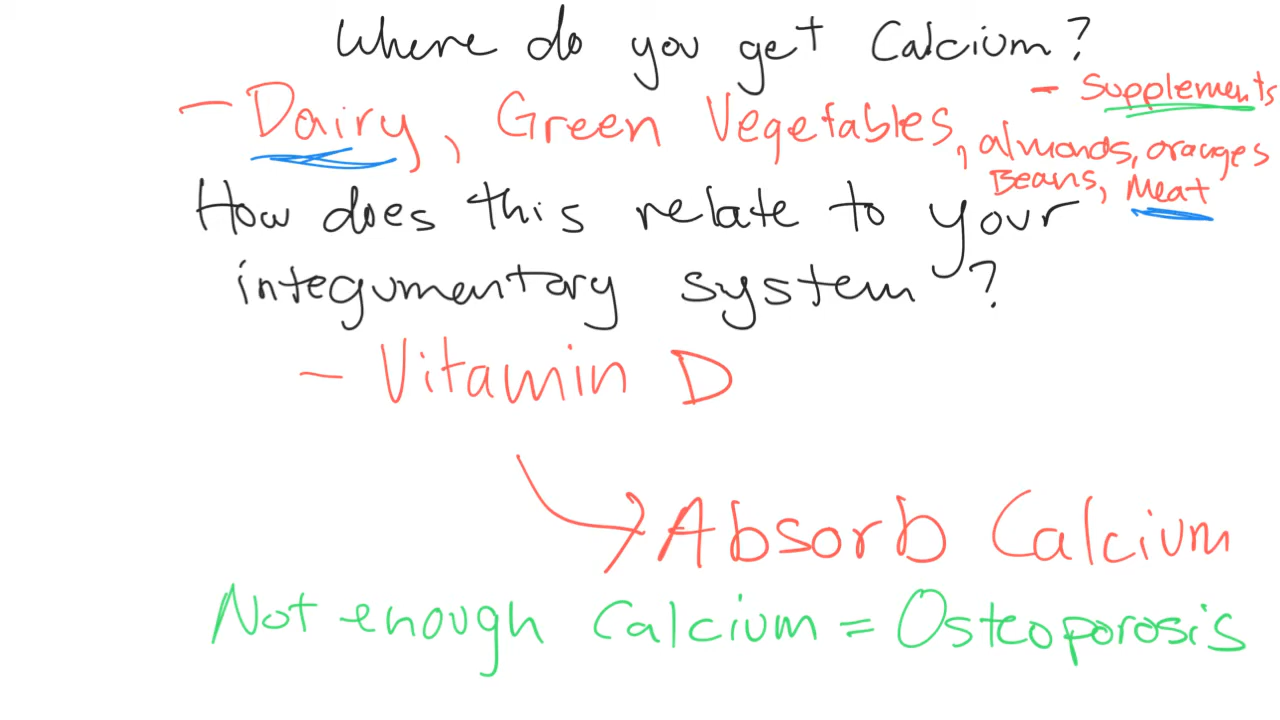 Where do you get Calcium?
- Supplements
- Dairy, Green Vegetables, almonds, oranges
Beans, Meat
How does this relate to your
integumentary system?
- Vitamin D
Absorb Calcium
Not enough Calcium = Osteoporosis